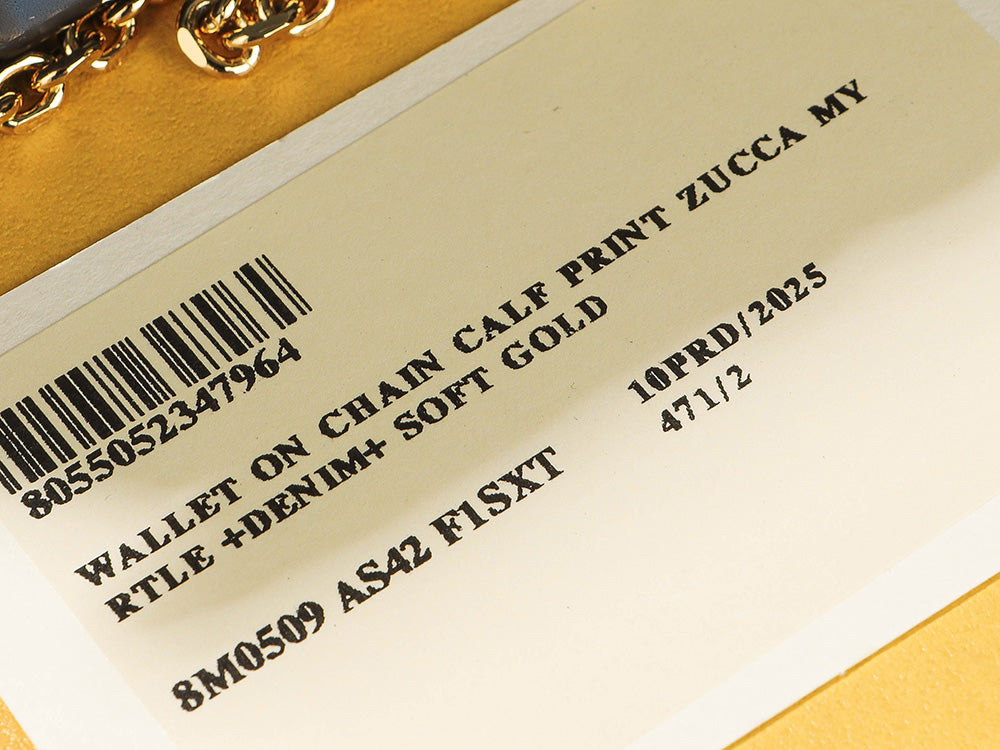 8055052347964
WALLET ON CHAIN CALF PRINT ZUCCA MY
RTLE +DENIM+ SOFT GOLD
10PRD/2025
471/2
8M0509 AS42 F1SXT